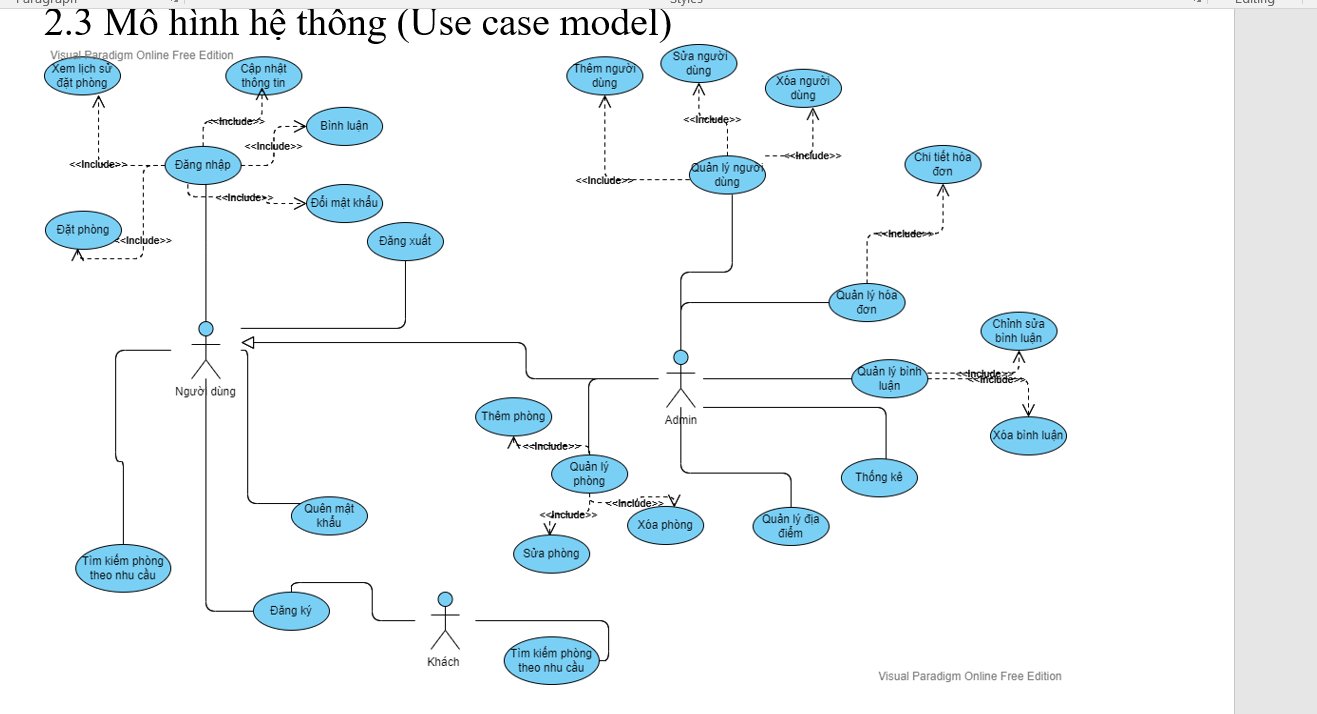 Paragraph
Styles
Editing
2.3 Mô hình hệ thông (Use case model)
Visual Paradigm Online Free Edition
Xem lịch sử
đặt phòng
Cập nhật
thông tin
<<Include>>
Bình luận
<<Include>>
<<Include>>
Đăng nhập
<<Include>>
Đổi mật khẩu
Đặt phòng
<<Include>>
Đăng xuất
Thêm người
dùng
Sửa người
dùng
Xóa người
dùng
<<Include>>
<<Include>>
<<Include>>
Quản lý người
dùng
Chi tiết hóa
đơn
<<Include>>
Quản lý hóa
đơn
Chỉnh sửa
bình luận
Quản lý bình
luận
<<Include>>
<<Include>>
Xóa bình luận
Người dùng
Admin
Thêm phòng
<<Include>>
Quản lý
phòng
<<Include>>
<<Include>>
Xóa phòng
Sửa phòng
Thống kê
Quản lý địa
điểm
Quên mật
khẩu
Tìm kiếm phòng
theo nhu cầu
Đăng ký
Khách
Tìm kiếm phòng
theo nhu cầu
Visual Paradigm Online Free Edition